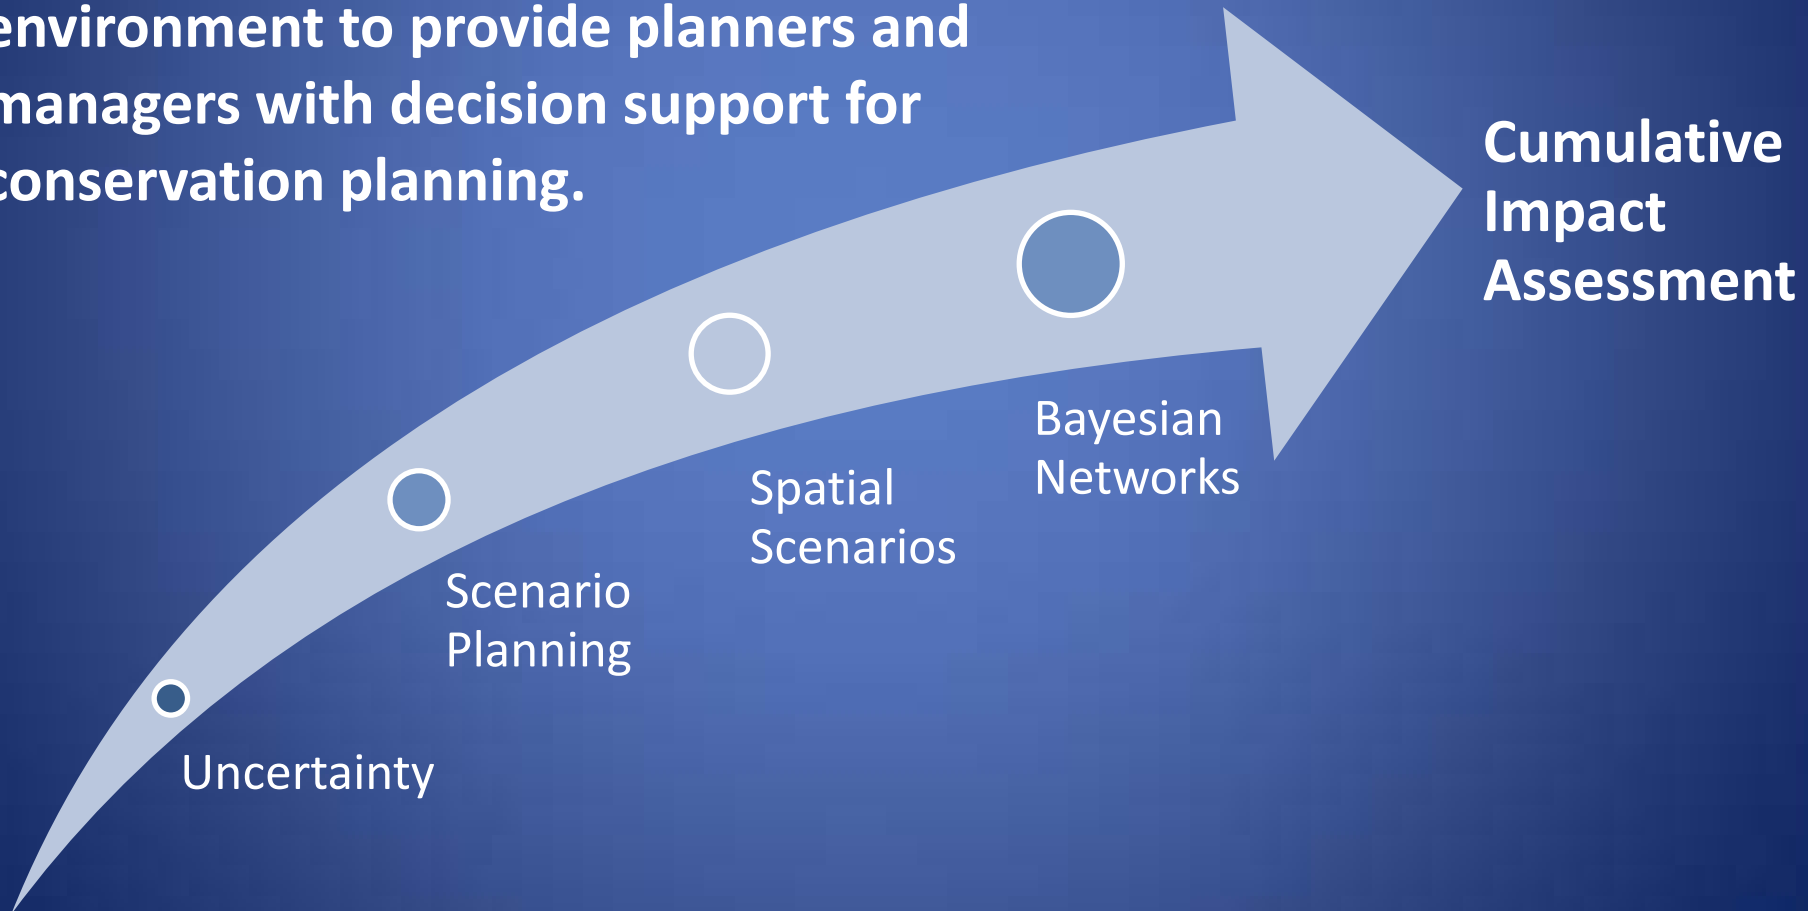 environment to provide planners and
managers with decision support for
conservation planning.
Cumulative
Impact
Assessment
Bayesian
Networks
Spatial
Scenarios
Scenario
Planning
Uncertainty